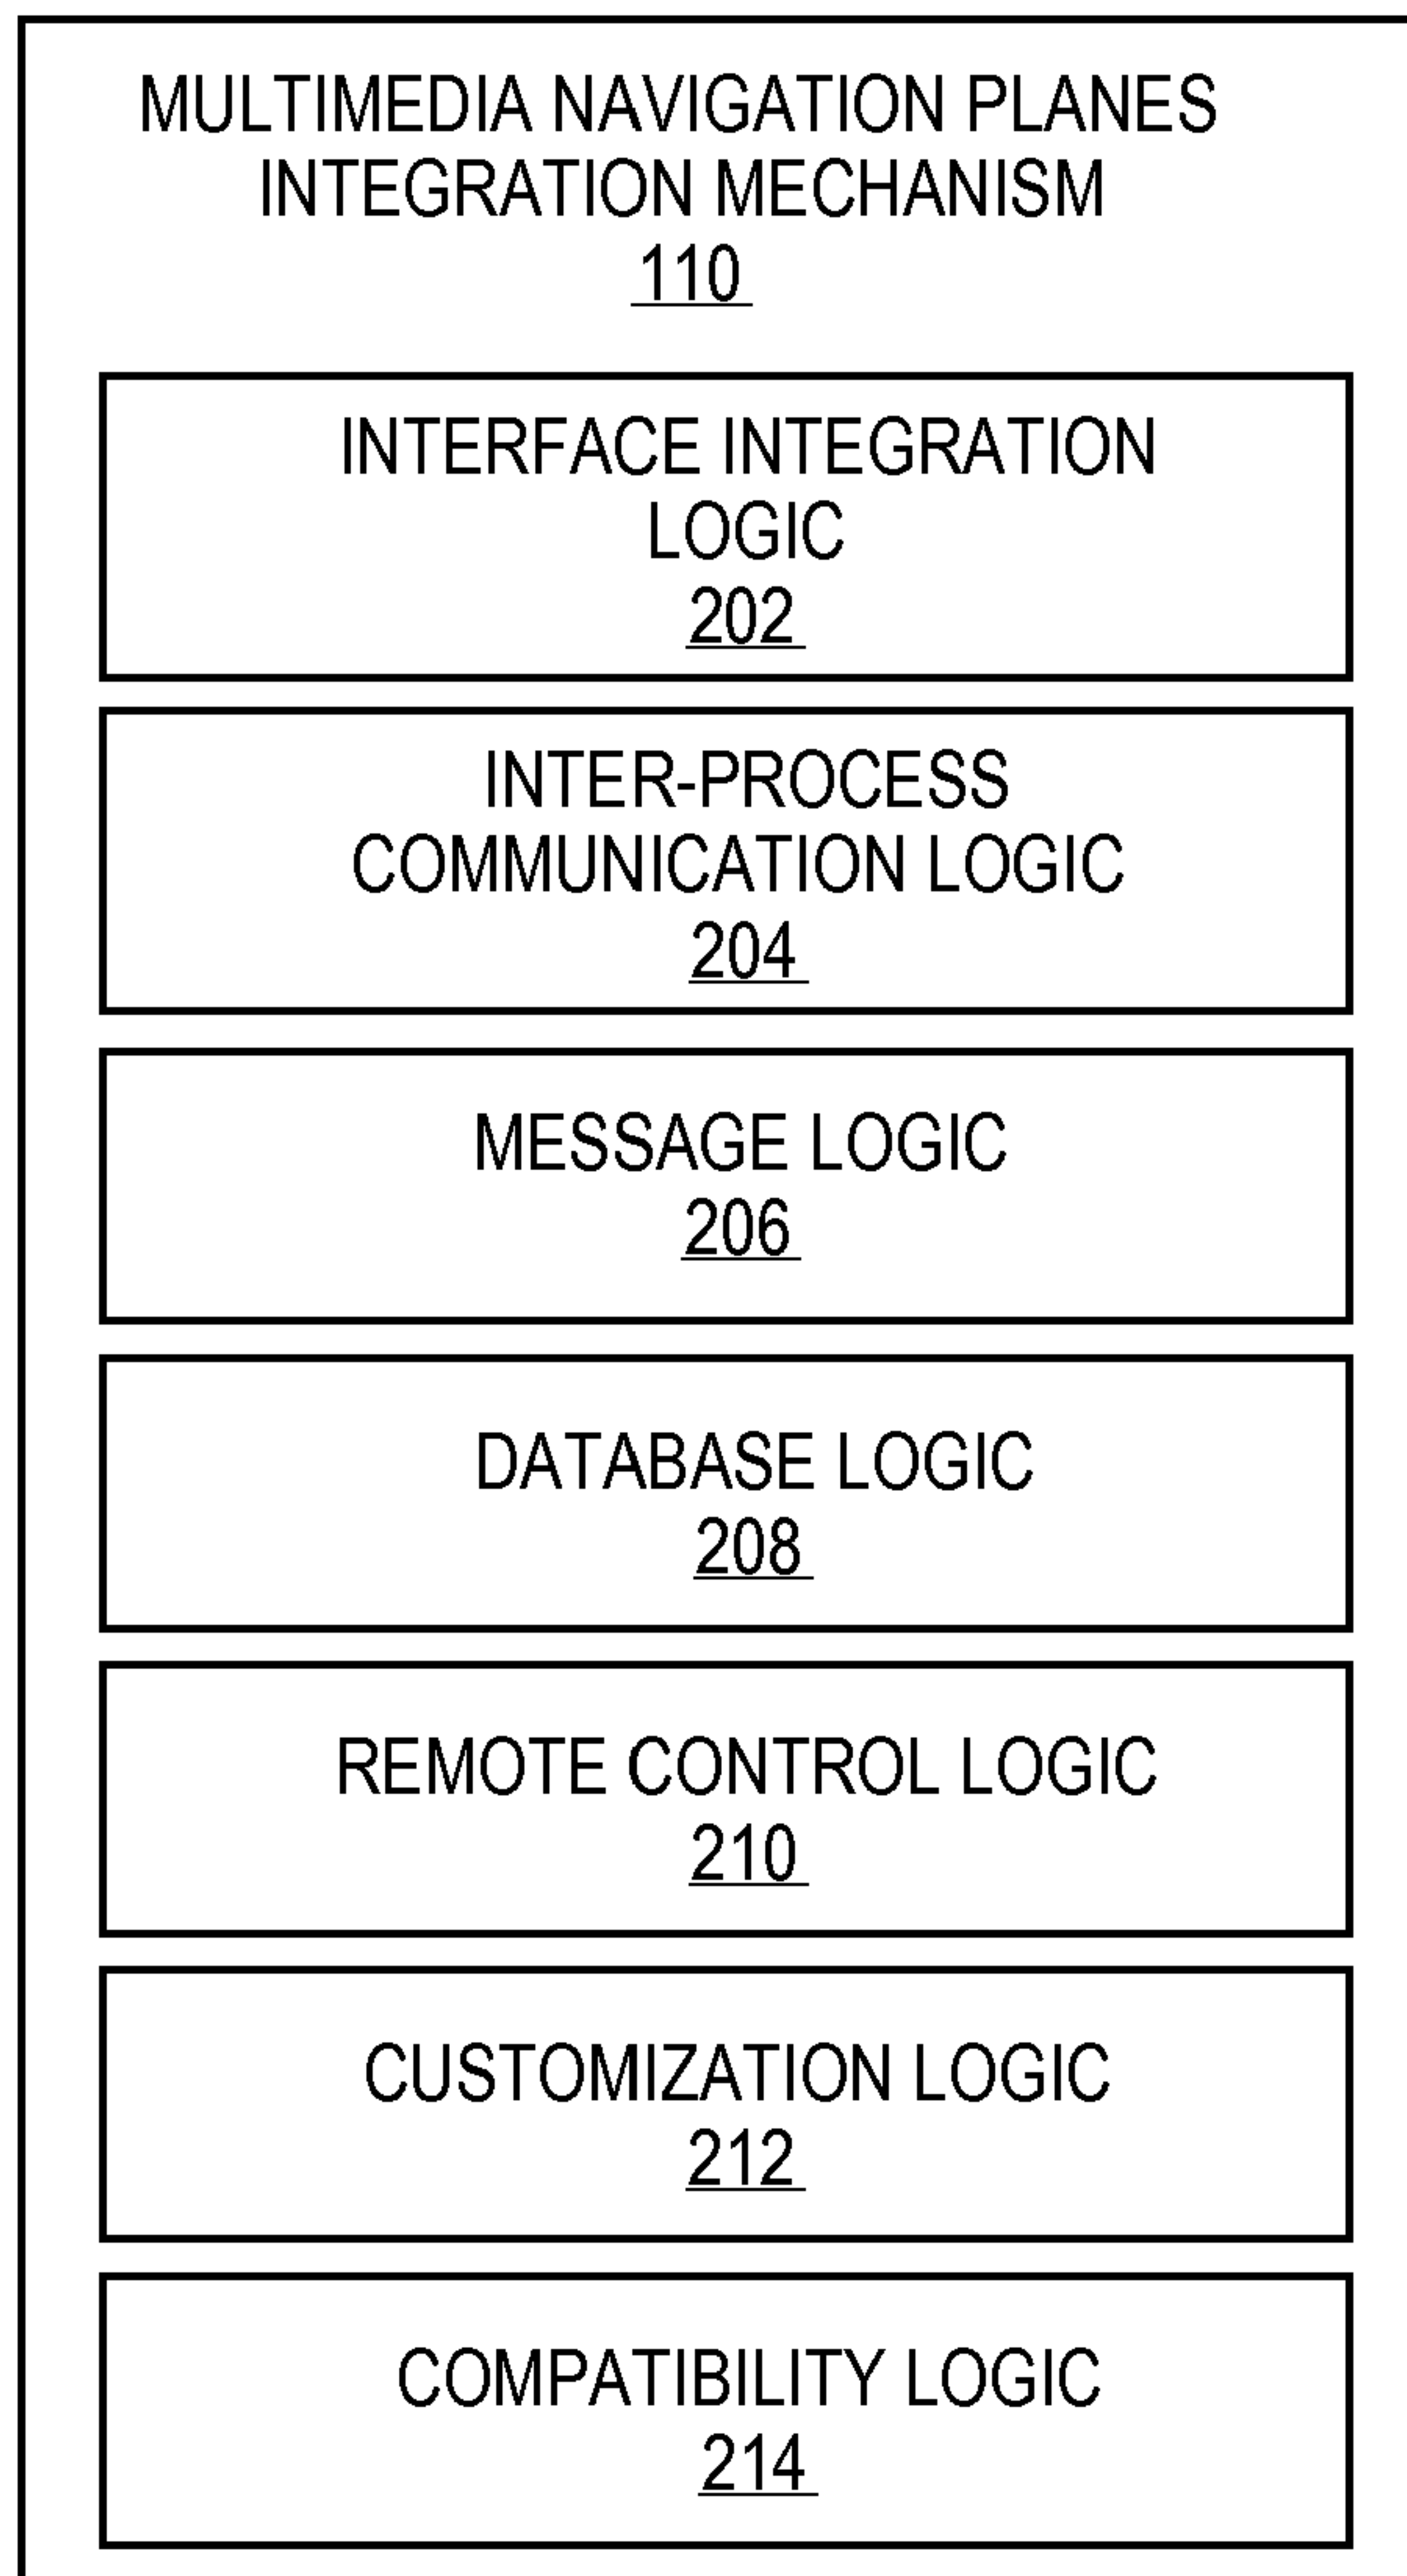 MULTIMEDIA NAVIGATION PLANES
INTEGRATION MECHANISM
110
INTERFACE INTEGRATION
LOGIC
202
INTER-PROCESS
COMMUNICATION LOGIC
204
MESSAGE LOGIC
206
DATABASE LOGIC
208
REMOTE CONTROL LOGIC
210
CUSTOMIZATION LOGIC
212
COMPATIBILITY LOGIC
214